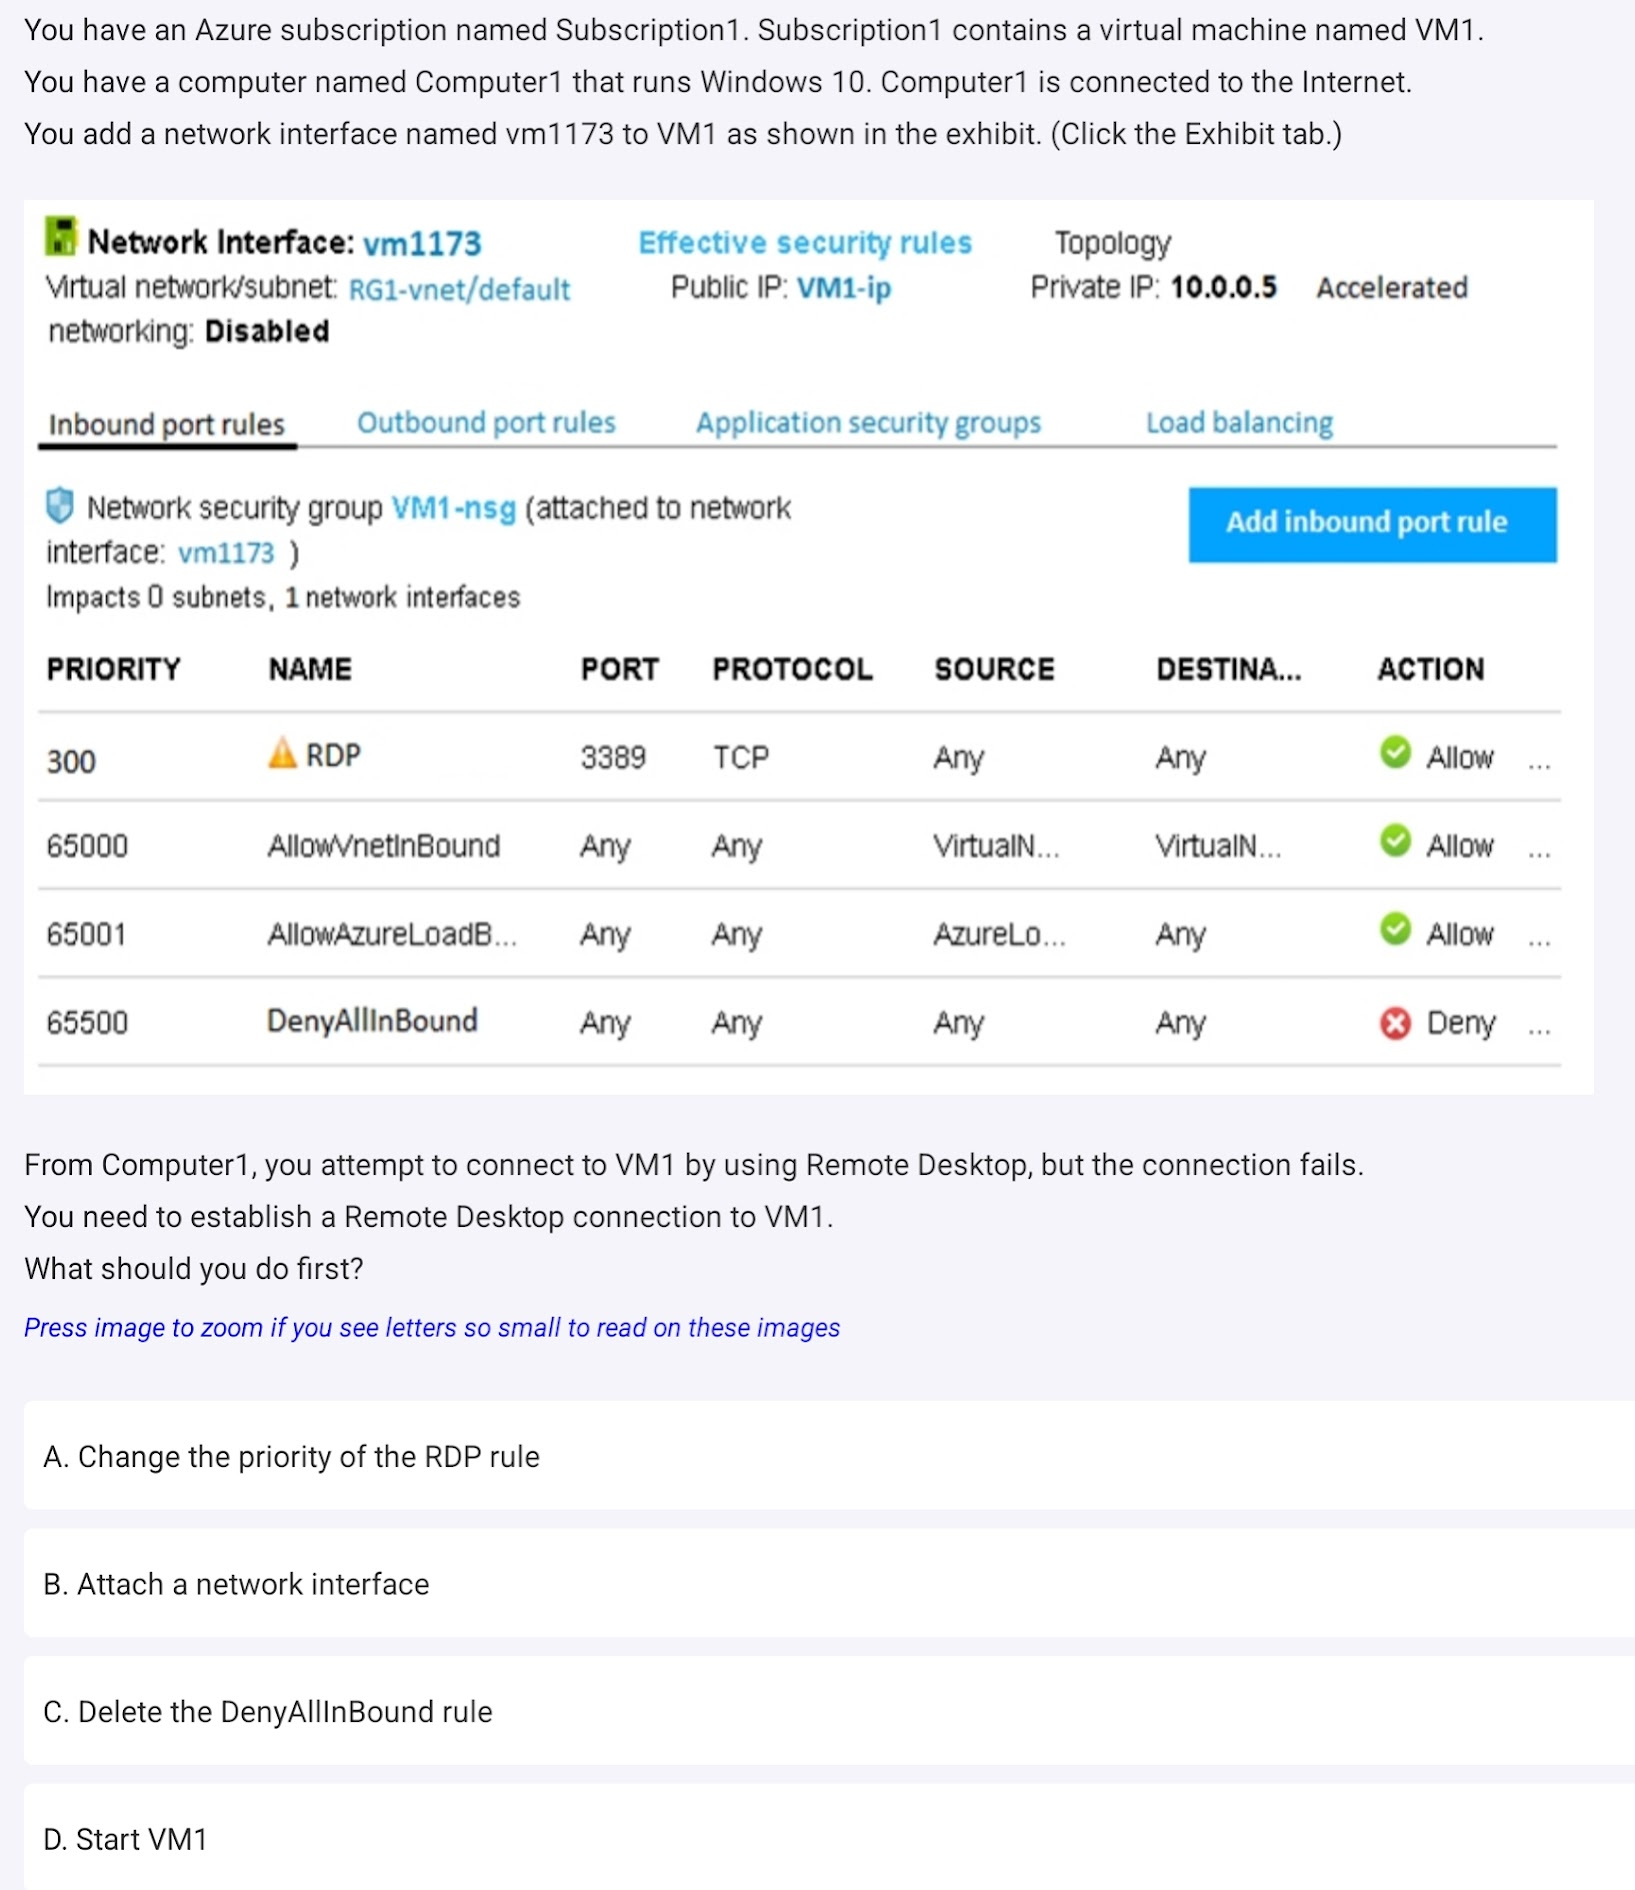 You have an Azure subscription named Subscription1. Subscription1 contains a virtual machine named VM1.
You have a computer named Computer1 that runs Windows 10. Computer1 is connected to the Internet.
You add a network interface named vm1173 to VM1 as shown in the exhibit. (Click the Exhibit tab.)
Network Interface: vm1173 Effective security rules Topology
Virtual network/subnet: RG1-vnet/default Public IP: VM1-ip Private IP: 10.0.0.5 Accelerated
networking: Disabled
Inbound port rules Outbound port rules Application security groups Load balancing
Network security group VM1-nsg (attached to network
interface: vm1173 )
Add inbound port rule
Impacts 0 subnets, 1 network interfaces
PRIORITY NAME PORT PROTOCOL SOURCE DESTINA... ACTION
300 RDP 3389 TCP Any Any Allow ...
65000 AllowVnetInBound Any Any VirtualN... VirtualN... Allow ...
65001 AllowAzureLoadB... Any Any AzureLo... Any Allow ...
65500 DenyAllInBound Any Any Any Any Deny ...
From Computer1, you attempt to connect to VM1 by using Remote Desktop, but the connection fails.
You need to establish a Remote Desktop connection to VM1.
What should you do first?
Press image to zoom if you see letters so small to read on these images
A. Change the priority of the RDP rule
B. Attach a network interface
C. Delete the DenyAllInBound rule
D. Start VM1